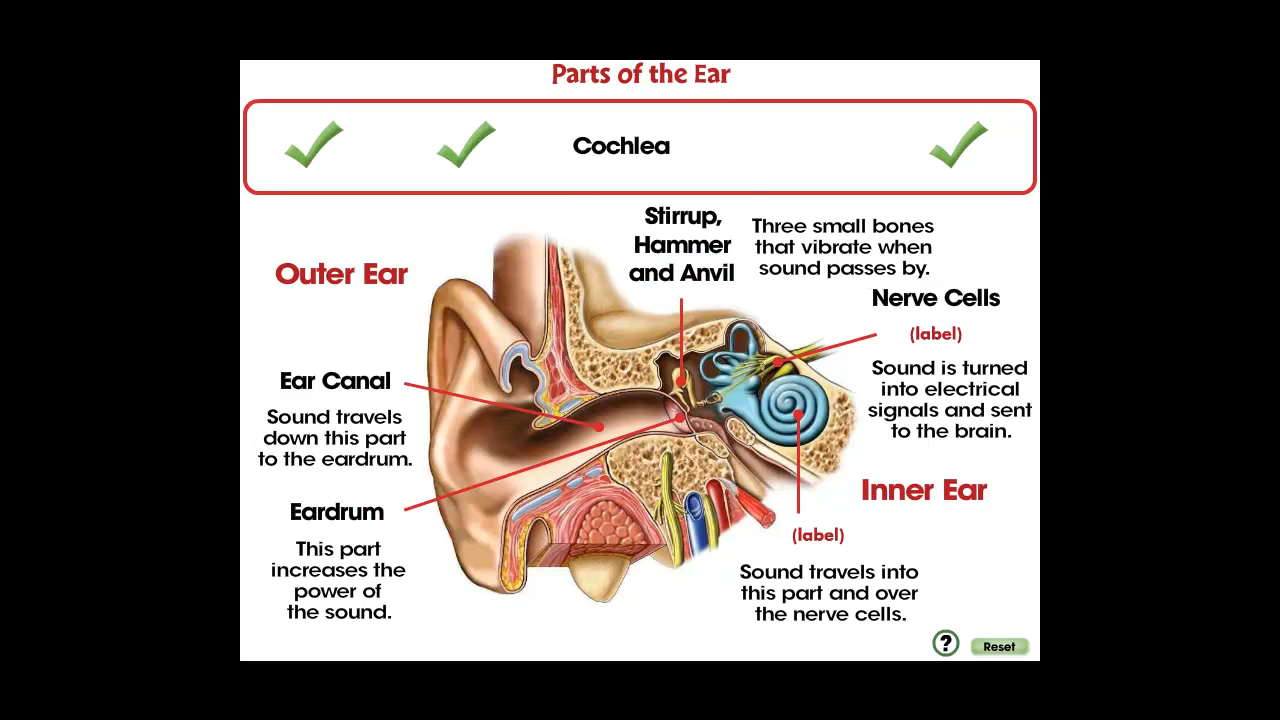 Parts of the Ear
Cochlea
Stirrup,
Hammer
and Anvil
Three small bones
that vibrate when
sound passes by.
Outer Ear
Nerve Cells
(label)
Sound is turned
into electrical
signals and sent
to the brain.
Ear Canal
Sound travels
down this part
to the eardrum.
Inner Ear
Eardrum
This part
increases the
power of
the sound.
(label)
Sound travels into
this part and over
the nerve cells.
?
Reset